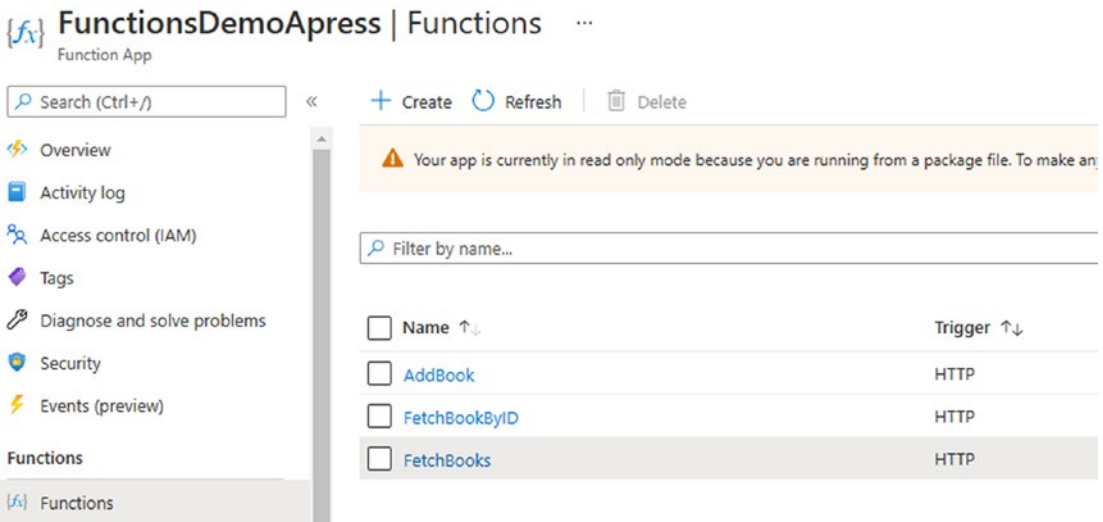 FunctionsDemoApress | Functions ...
Function App
Search (Ctrl+/)
«
Overview
Activity log
Access control (IAM)
Tags
Diagnose and solve problems
Security
Events (preview)
Functions
Functions
Create Refresh Delete
Your app is currently in read only mode because you are running from a package file. To make any
Filter by name...
Name ↑↓ Trigger ↑↓
AddBook HTTP
FetchBookByID HTTP
FetchBooks HTTP